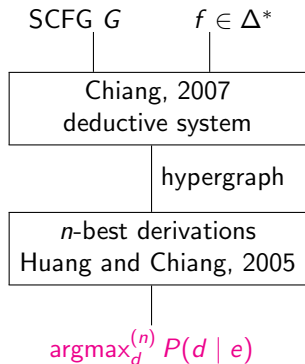 SCFG G
f ∈ Δ*
Chiang, 2007
deductive system
hypergraph
n-best derivations
Huang and Chiang, 2005
argmax_d^(n) P(d | e)